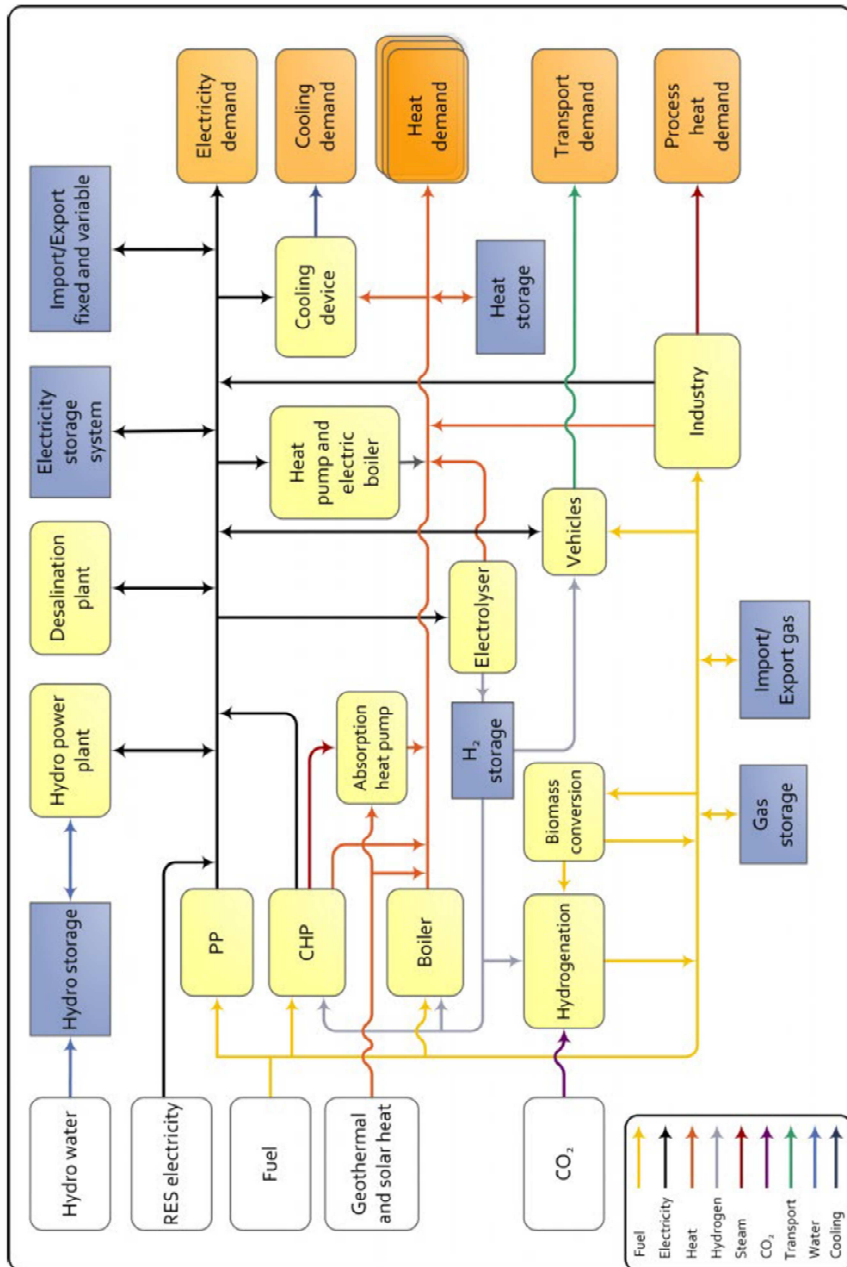 Hydro water
Hydro storage
Hydro power
plant
Desalination
plant
Electricity
storage
system
Import/Export
fixed and variable
RES electricity
PP
Electricity
demand
Fuel
CHP
Heat
pump and
electric
boiler
Cooling
device
Cooling
demand
Geothermal
and solar heat
Absorption
heat pump
Boiler
Heat
demand
Electrolyser
Heat
storage
H₂
storage
CO₂
Hydrogenation
Biomass
conversion
Vehicles
Transport
demand
Industry
Process
heat
demand
Gas
storage
Import/
Export gas
Fuel
Electricity
Heat
Hydrogen
Steam
CO₂
Transport
Water
Cooling